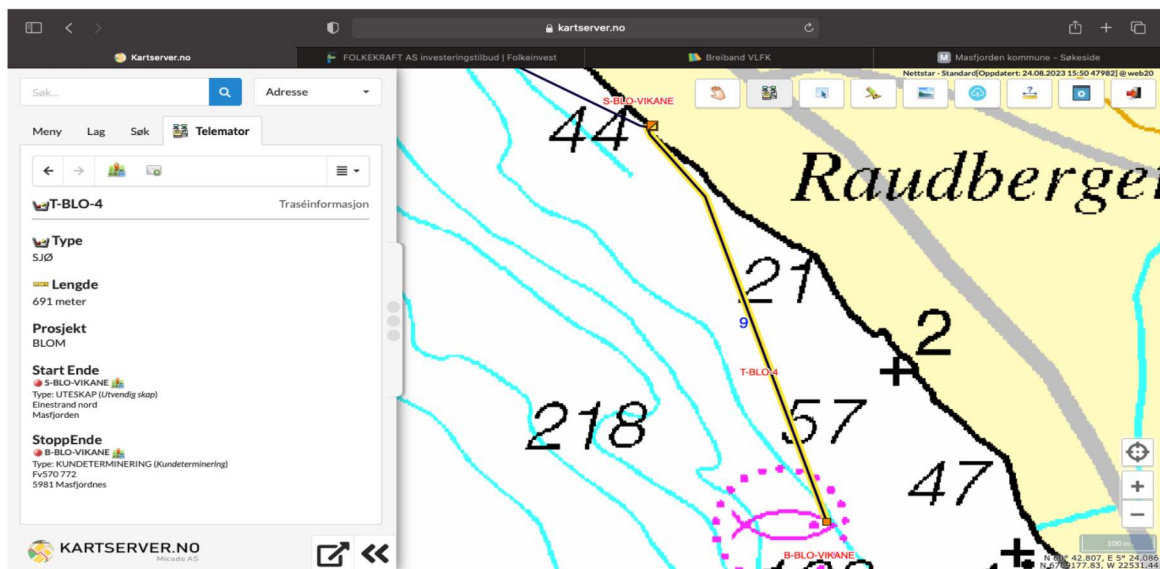 kartserver.no
Kartserver.no
FOLKEKRAFT AS investeringstilbud | Folkeinvest
Breiband VLFK
Masfjorden kommune - Søkeside
Nettstar - Standard[Oppdatert: 24.08.2023 15:50 47982] @ web20
Søk...
Adresse
Meny
Lag
Søk
Telemator
T-BLO-4
Traséinformasjon
Type
SJØ
Lengde
691 meter
Prosjekt
BLOM
Start Ende
S-BLO-VIKANE
Type: UTESKAP (Utvendig skap)
Einestrand nord
Masfjorden
StoppEnde
B-BLO-VIKANE
Type: KUNDETERMINERING (Kundeterminering)
Fv570 772
5981 Masfjordnes
KARTSERVER.NO
Micado AS
S-BLO-VIKANE
44
Raudberge
21
9
2
T-BLO-4
218
57
47
B-BLO-VIKANE
100 m